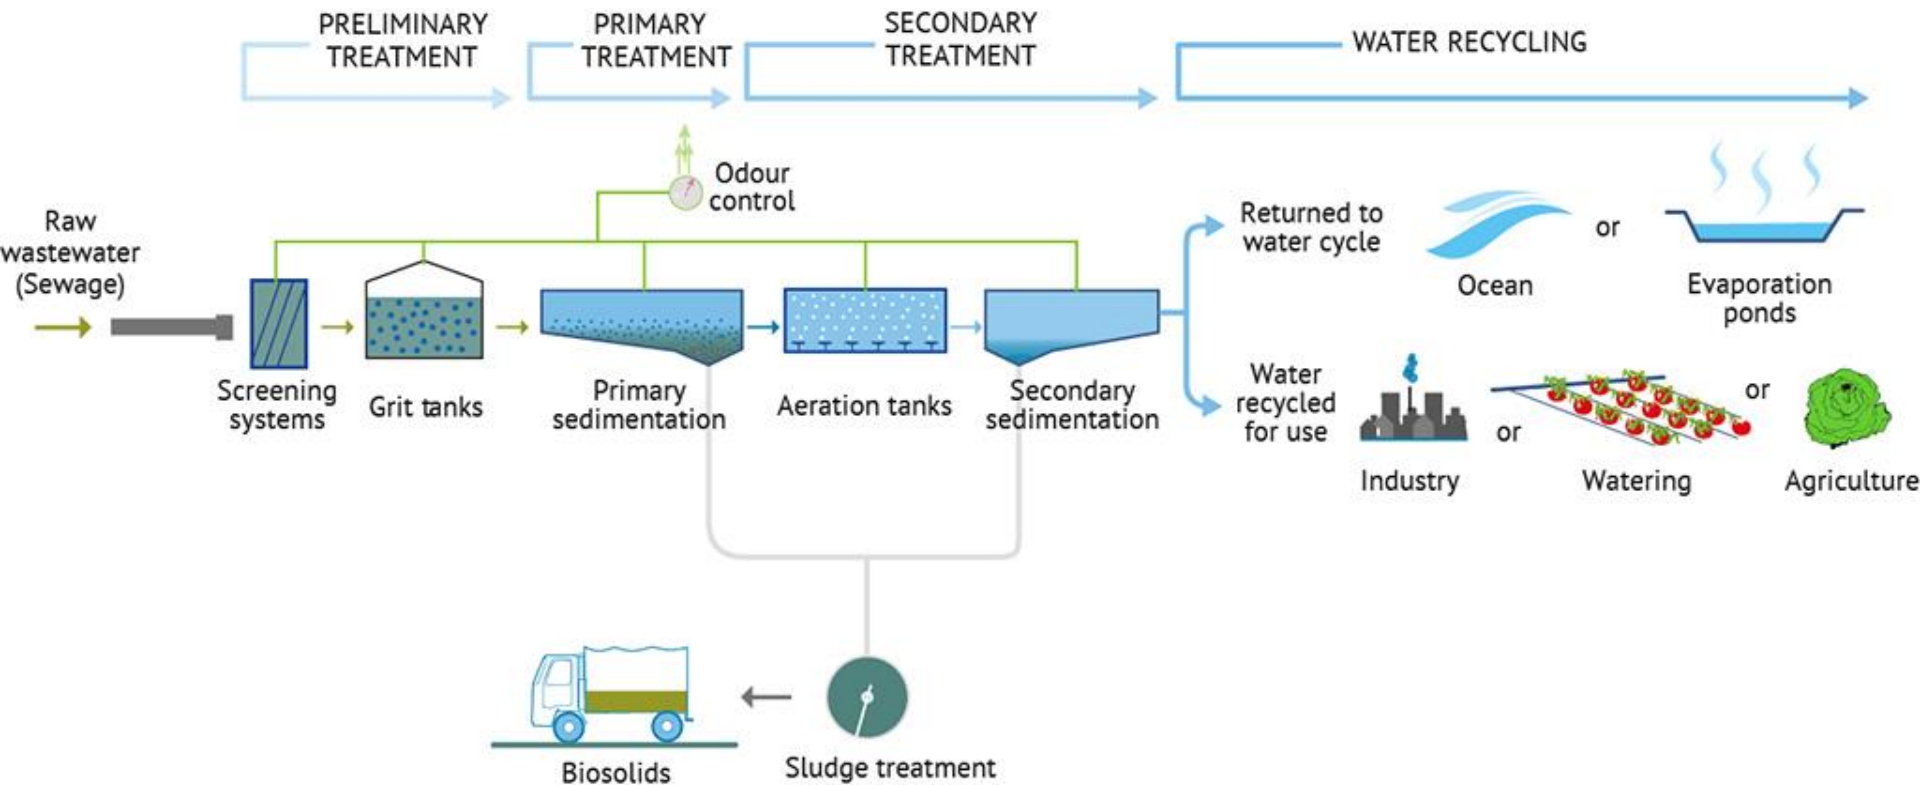 PRELIMINARY
TREATMENT
PRIMARY
TREATMENT
SECONDARY
TREATMENT
WATER RECYCLING
Odour
control
Raw
wastewater
(Sewage)
Screening
systems
Grit tanks
Primary
sedimentation
Aeration tanks
Secondary
sedimentation
Returned to
water cycle
Ocean
or
Evaporation
ponds
Water
recycled
for use
Industry
or
Watering
or
Agriculture
Biosolids
Sludge treatment